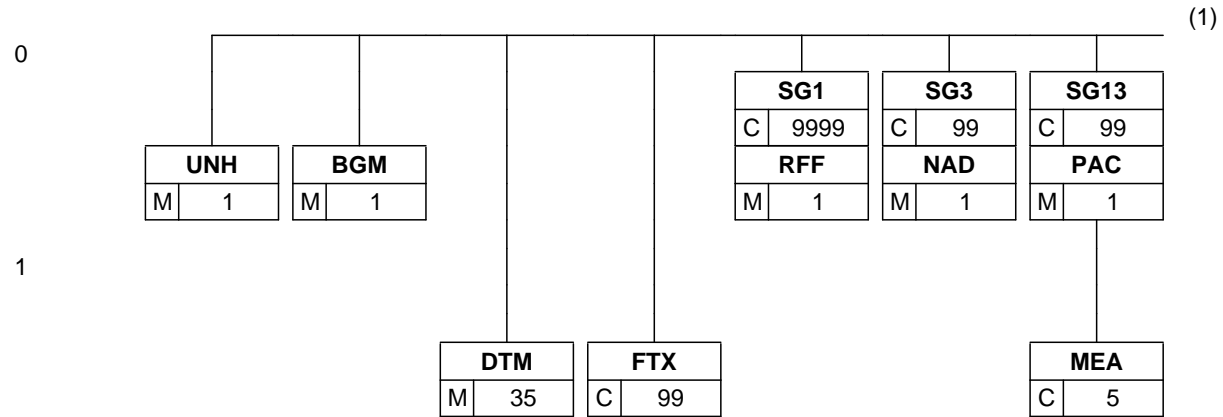 (1)
0
SG1 SG3 SG13
C 9999 C 99 C 99
UNH BGM RFF NAD PAC
M 1 M 1 M 1 M 1 M 1
1
DTM FTX MEA
M 35 C 99 C 5